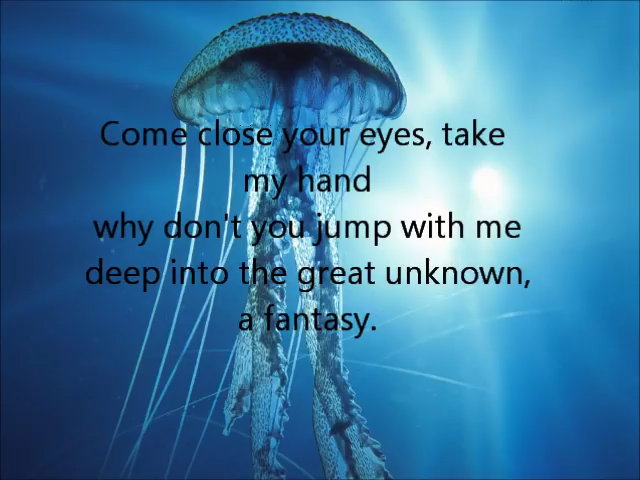 Come close your eyes, take
my hand
why don't you jump with me
deep into the great unknown,
a fantasy.